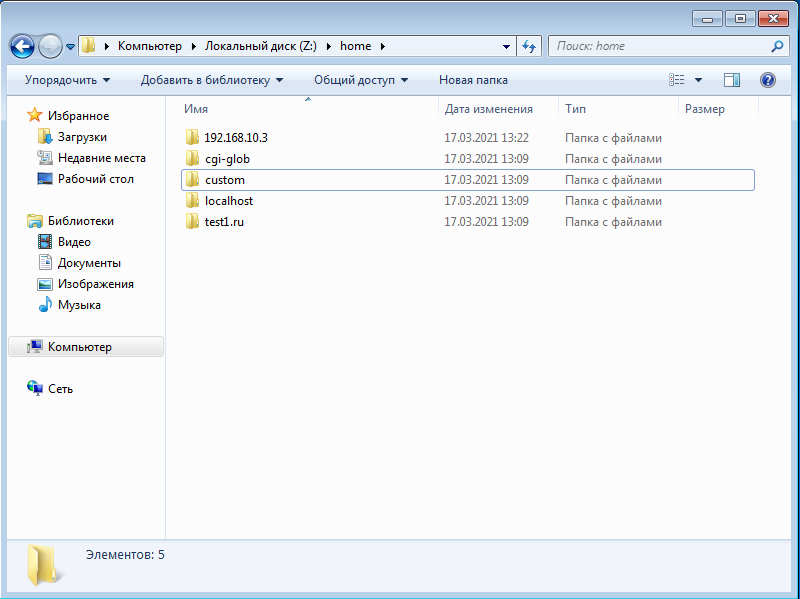 Компьютер Локальный диск (Z:) home Поиск: home
Упорядочить Добавить в библиотеку Общий доступ Новая папка
Избранное
Загрузки
Недавние места
Рабочий стол
Библиотеки
Видео
Документы
Изображения
Музыка
Компьютер
Сеть
Имя Дата изменения Тип Размер
192.168.10.3 17.03.2021 13:22 Папка с файлами
cgi-glob 17.03.2021 13:09 Папка с файлами
custom 17.03.2021 13:09 Папка с файлами
localhost 17.03.2021 13:09 Папка с файлами
test1.ru 17.03.2021 13:09 Папка с файлами
Элементов: 5